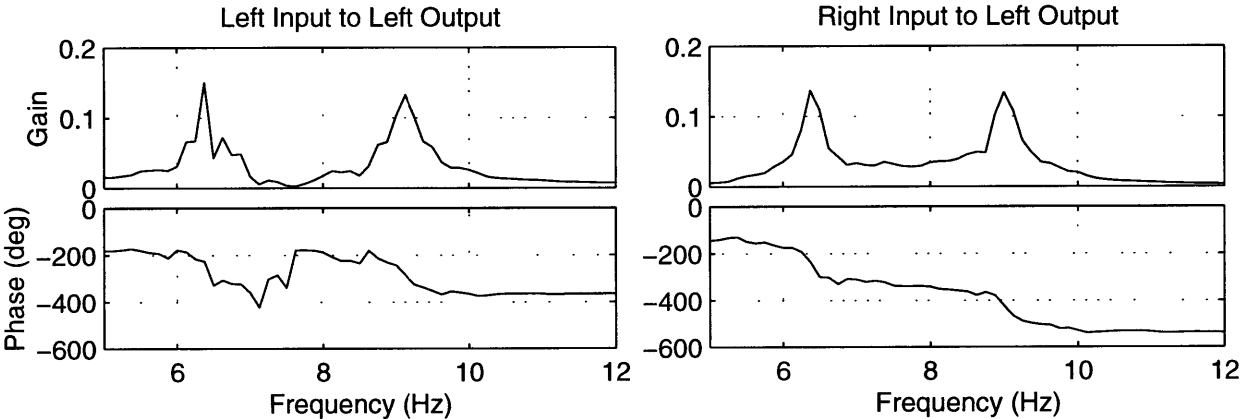 Left Input to Left Output
Right Input to Left Output
0.2
0.1
0
Gain
0.2
0.1
0
0
−200
−400
−600
Phase (deg)
0
−200
−400
−600
6 8 10 12
Frequency (Hz)
6 8 10 12
Frequency (Hz)